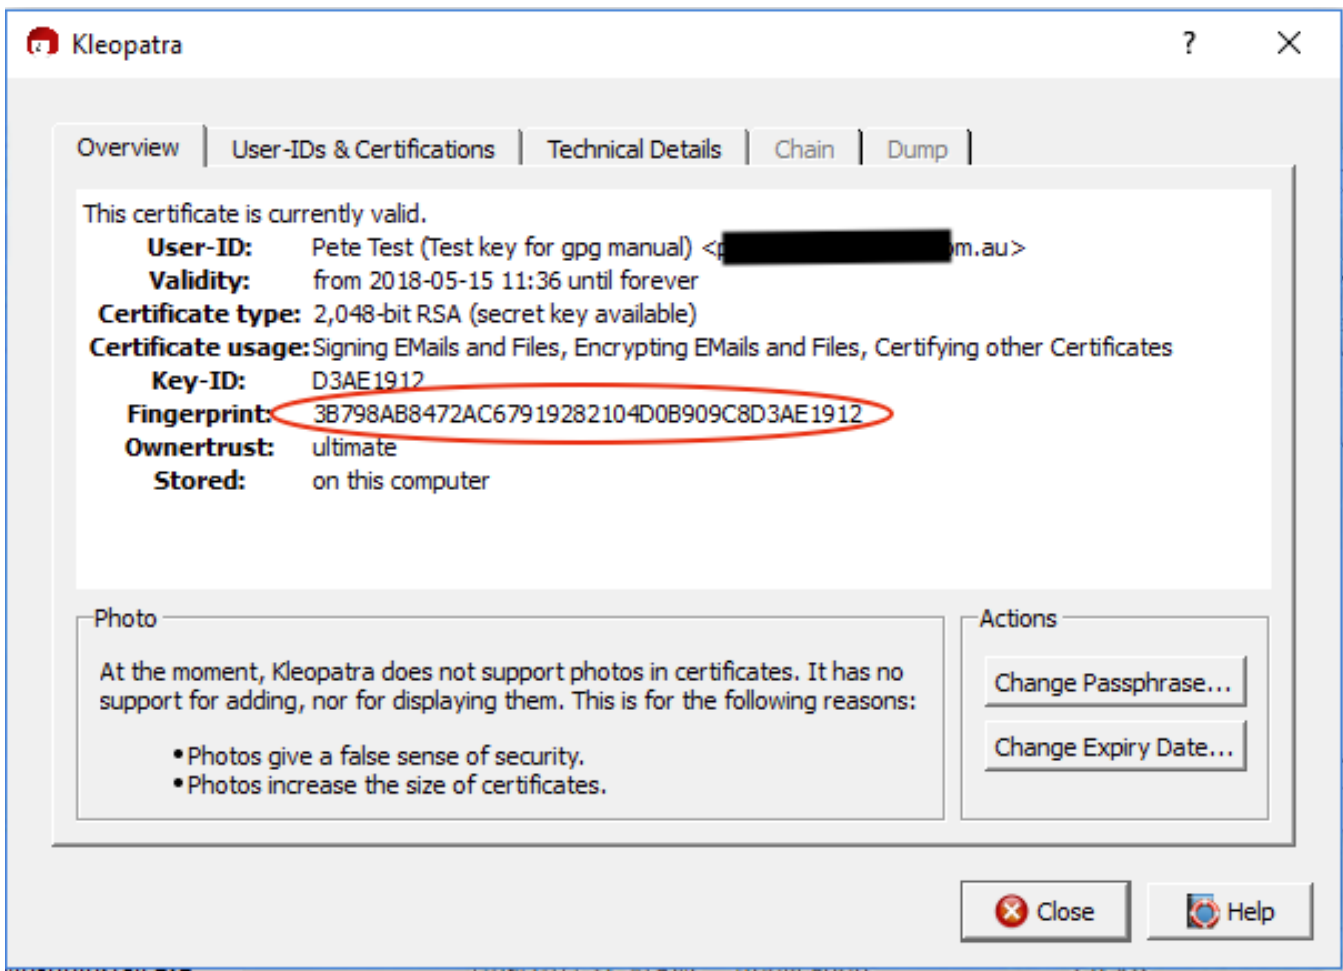 Kleopatra ?
Overview User-IDs & Certifications Technical Details Chain Dump
This certificate is currently valid.
User-ID: Pete Test (Test key for gpg manual) <p m.au>
Validity: from 2018-05-15 11:36 until forever
Certificate type: 2,048-bit RSA (secret key available)
Certificate usage: Signing EMails and Files, Encrypting EMails and Files, Certifying other Certificates
Key-ID: D3AE1912
Fingerprint: 3B798AB8472AC67919282104D0B909C8D3AE1912
Ownertrust: ultimate
Stored: on this computer
Photo
At the moment, Kleopatra does not support photos in certificates. It has no
support for adding, nor for displaying them. This is for the following reasons:
•Photos give a false sense of security.
•Photos increase the size of certificates.
Actions
Change Passphrase...
Change Expiry Date...
Close Help